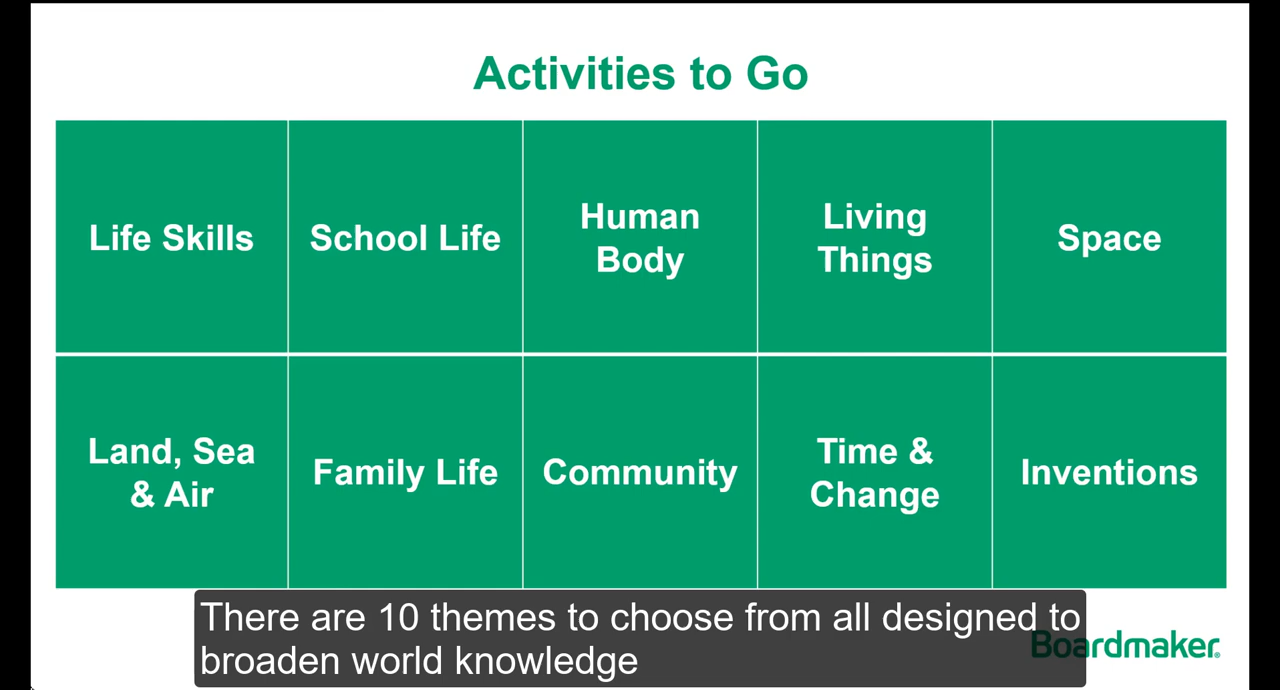 Activities to Go
Life Skills
School Life
Human
Body
Living
Things
Space
Land, Sea
& Air
Family Life
Community
Time &
Change
Inventions
There are 10 themes to choose from all designed to
broaden world knowledge
Boardmaker®